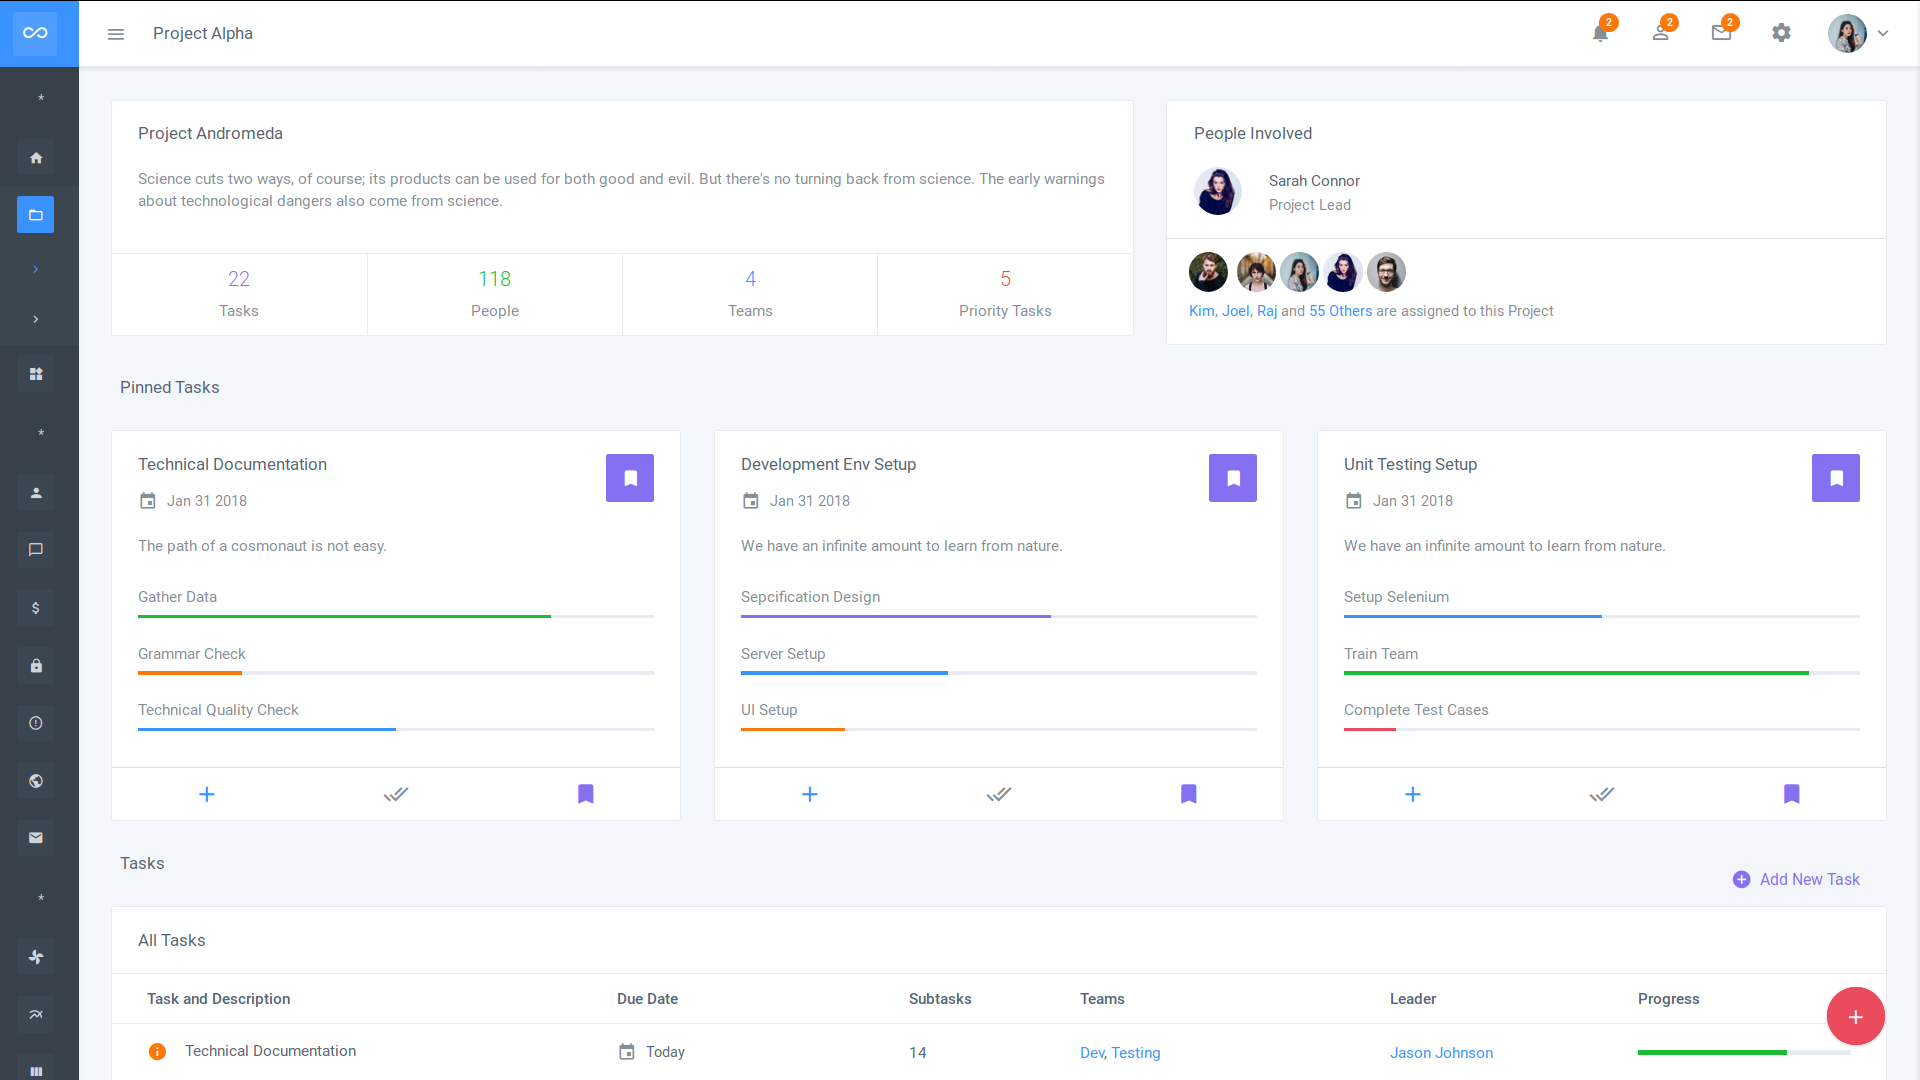 Project Alpha
2
2
2
*
Project Andromeda
Science cuts two ways, of course; its products can be used for both good and evil. But there's no turning back from science. The early warnings
about technological dangers also come from science.
22
Tasks
118
People
4
Teams
5
Priority Tasks
People Involved
Sarah Connor
Project Lead
Kim, Joel, Raj and 55 Others are assigned to this Project
Pinned Tasks
*
Technical Documentation
Jan 31 2018
The path of a cosmonaut is not easy.
Gather Data
Grammar Check
Technical Quality Check
Development Env Setup
Jan 31 2018
We have an infinite amount to learn from nature.
Sepcification Design
Server Setup
UI Setup
Unit Testing Setup
Jan 31 2018
We have an infinite amount to learn from nature.
Setup Selenium
Train Team
Complete Test Cases
Tasks
Add New Task
*
All Tasks
Task and Description Due Date Subtasks Teams Leader Progress
Technical Documentation Today 14 Dev, Testing Jason Johnson